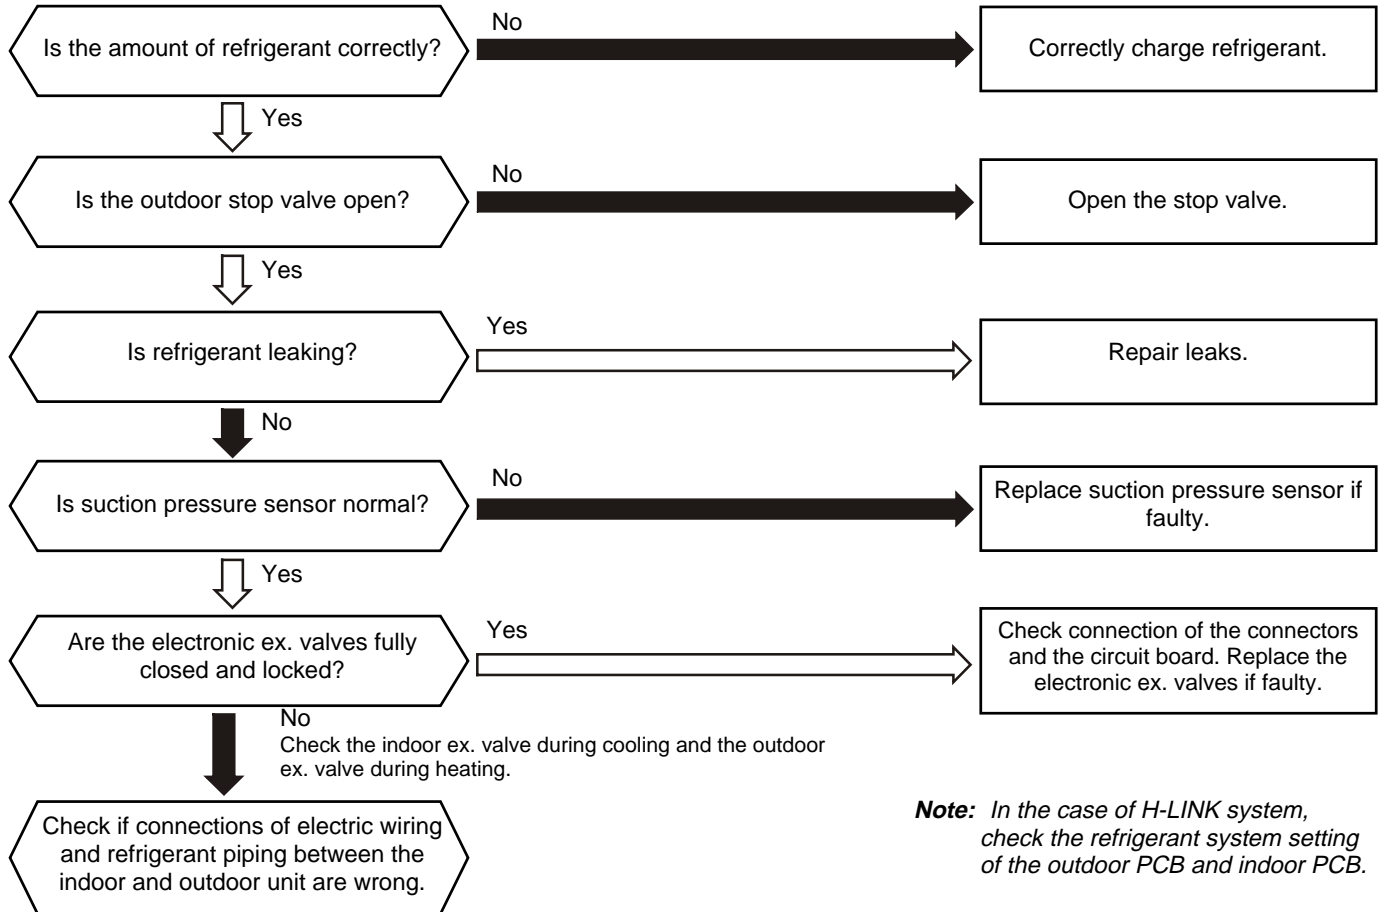 No
Is the amount of refrigerant correctly?
Correctly charge refrigerant.
Yes
No
Is the outdoor stop valve open?
Open the stop valve.
Yes
Yes
Is refrigerant leaking?
Repair leaks.
No
No
Is suction pressure sensor normal?
Replace suction pressure sensor if
faulty.
Yes
Are the electronic ex. valves fully
closed and locked?
Yes
Check connection of the connectors
and the circuit board. Replace the
electronic ex. valves if faulty.
No
Check the indoor ex. valve during cooling and the outdoor
ex. valve during heating.
Check if connections of electric wiring
and refrigerant piping between the
indoor and outdoor unit are wrong.
Note: In the case of H-LINK system,
check the refrigerant system setting
of the outdoor PCB and indoor PCB.